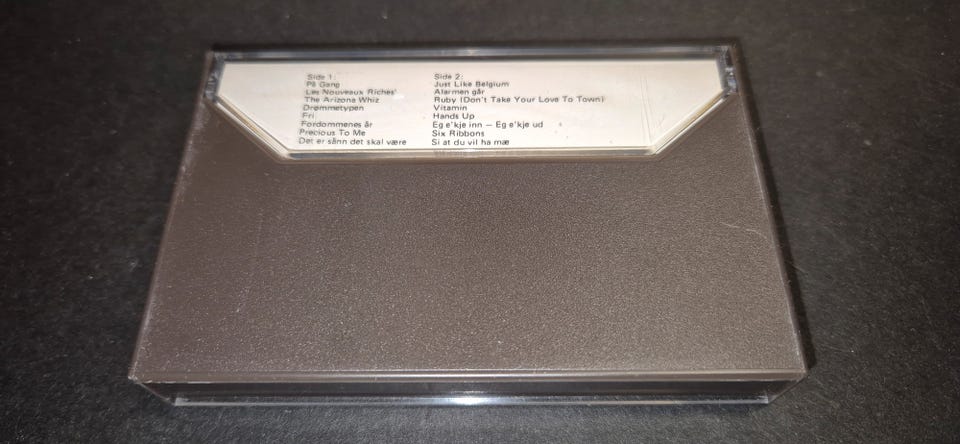 Side 1:
På Gang
Les Nouveaux Riches'
The Arizona Whiz
Drømmetypen
Fri
Fordommenes år
Precious To Me
Det er sånn det skal være
Side 2:
Just Like Belgium
Alarmen går
Ruby (Don't Take Your Love To Town)
Vitamin
Hands Up
Eg e'kje inn — Eg e'kje ud
Six Ribbons
Si at du vil ha mæ